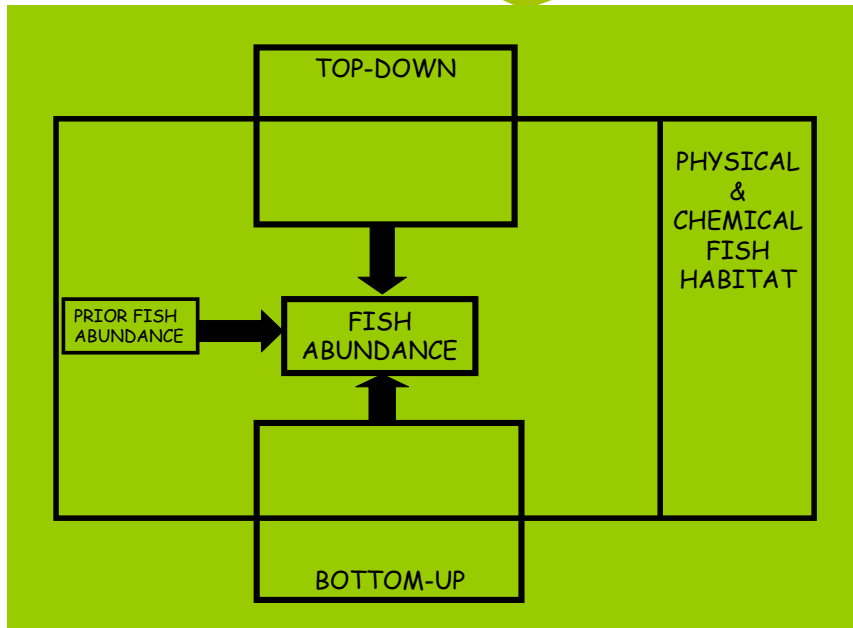 TOP-DOWN
PHYSICAL
&
CHEMICAL
FISH
HABITAT
PRIOR FISH
ABUNDANCE
FISH
ABUNDANCE
BOTTOM-UP